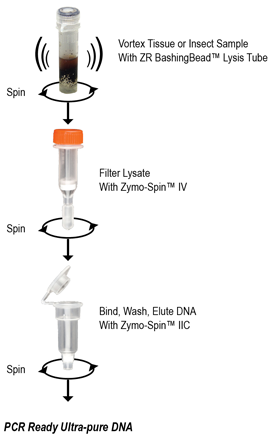 Vortex Tissue or Insect Sample
With ZR BashingBead™ Lysis Tube
Spin
Filter Lysate
With Zymo-Spin™ IV
Spin
Bind, Wash, Elute DNA
With Zymo-Spin™ IIC
Spin
PCR Ready Ultra-pure DNA